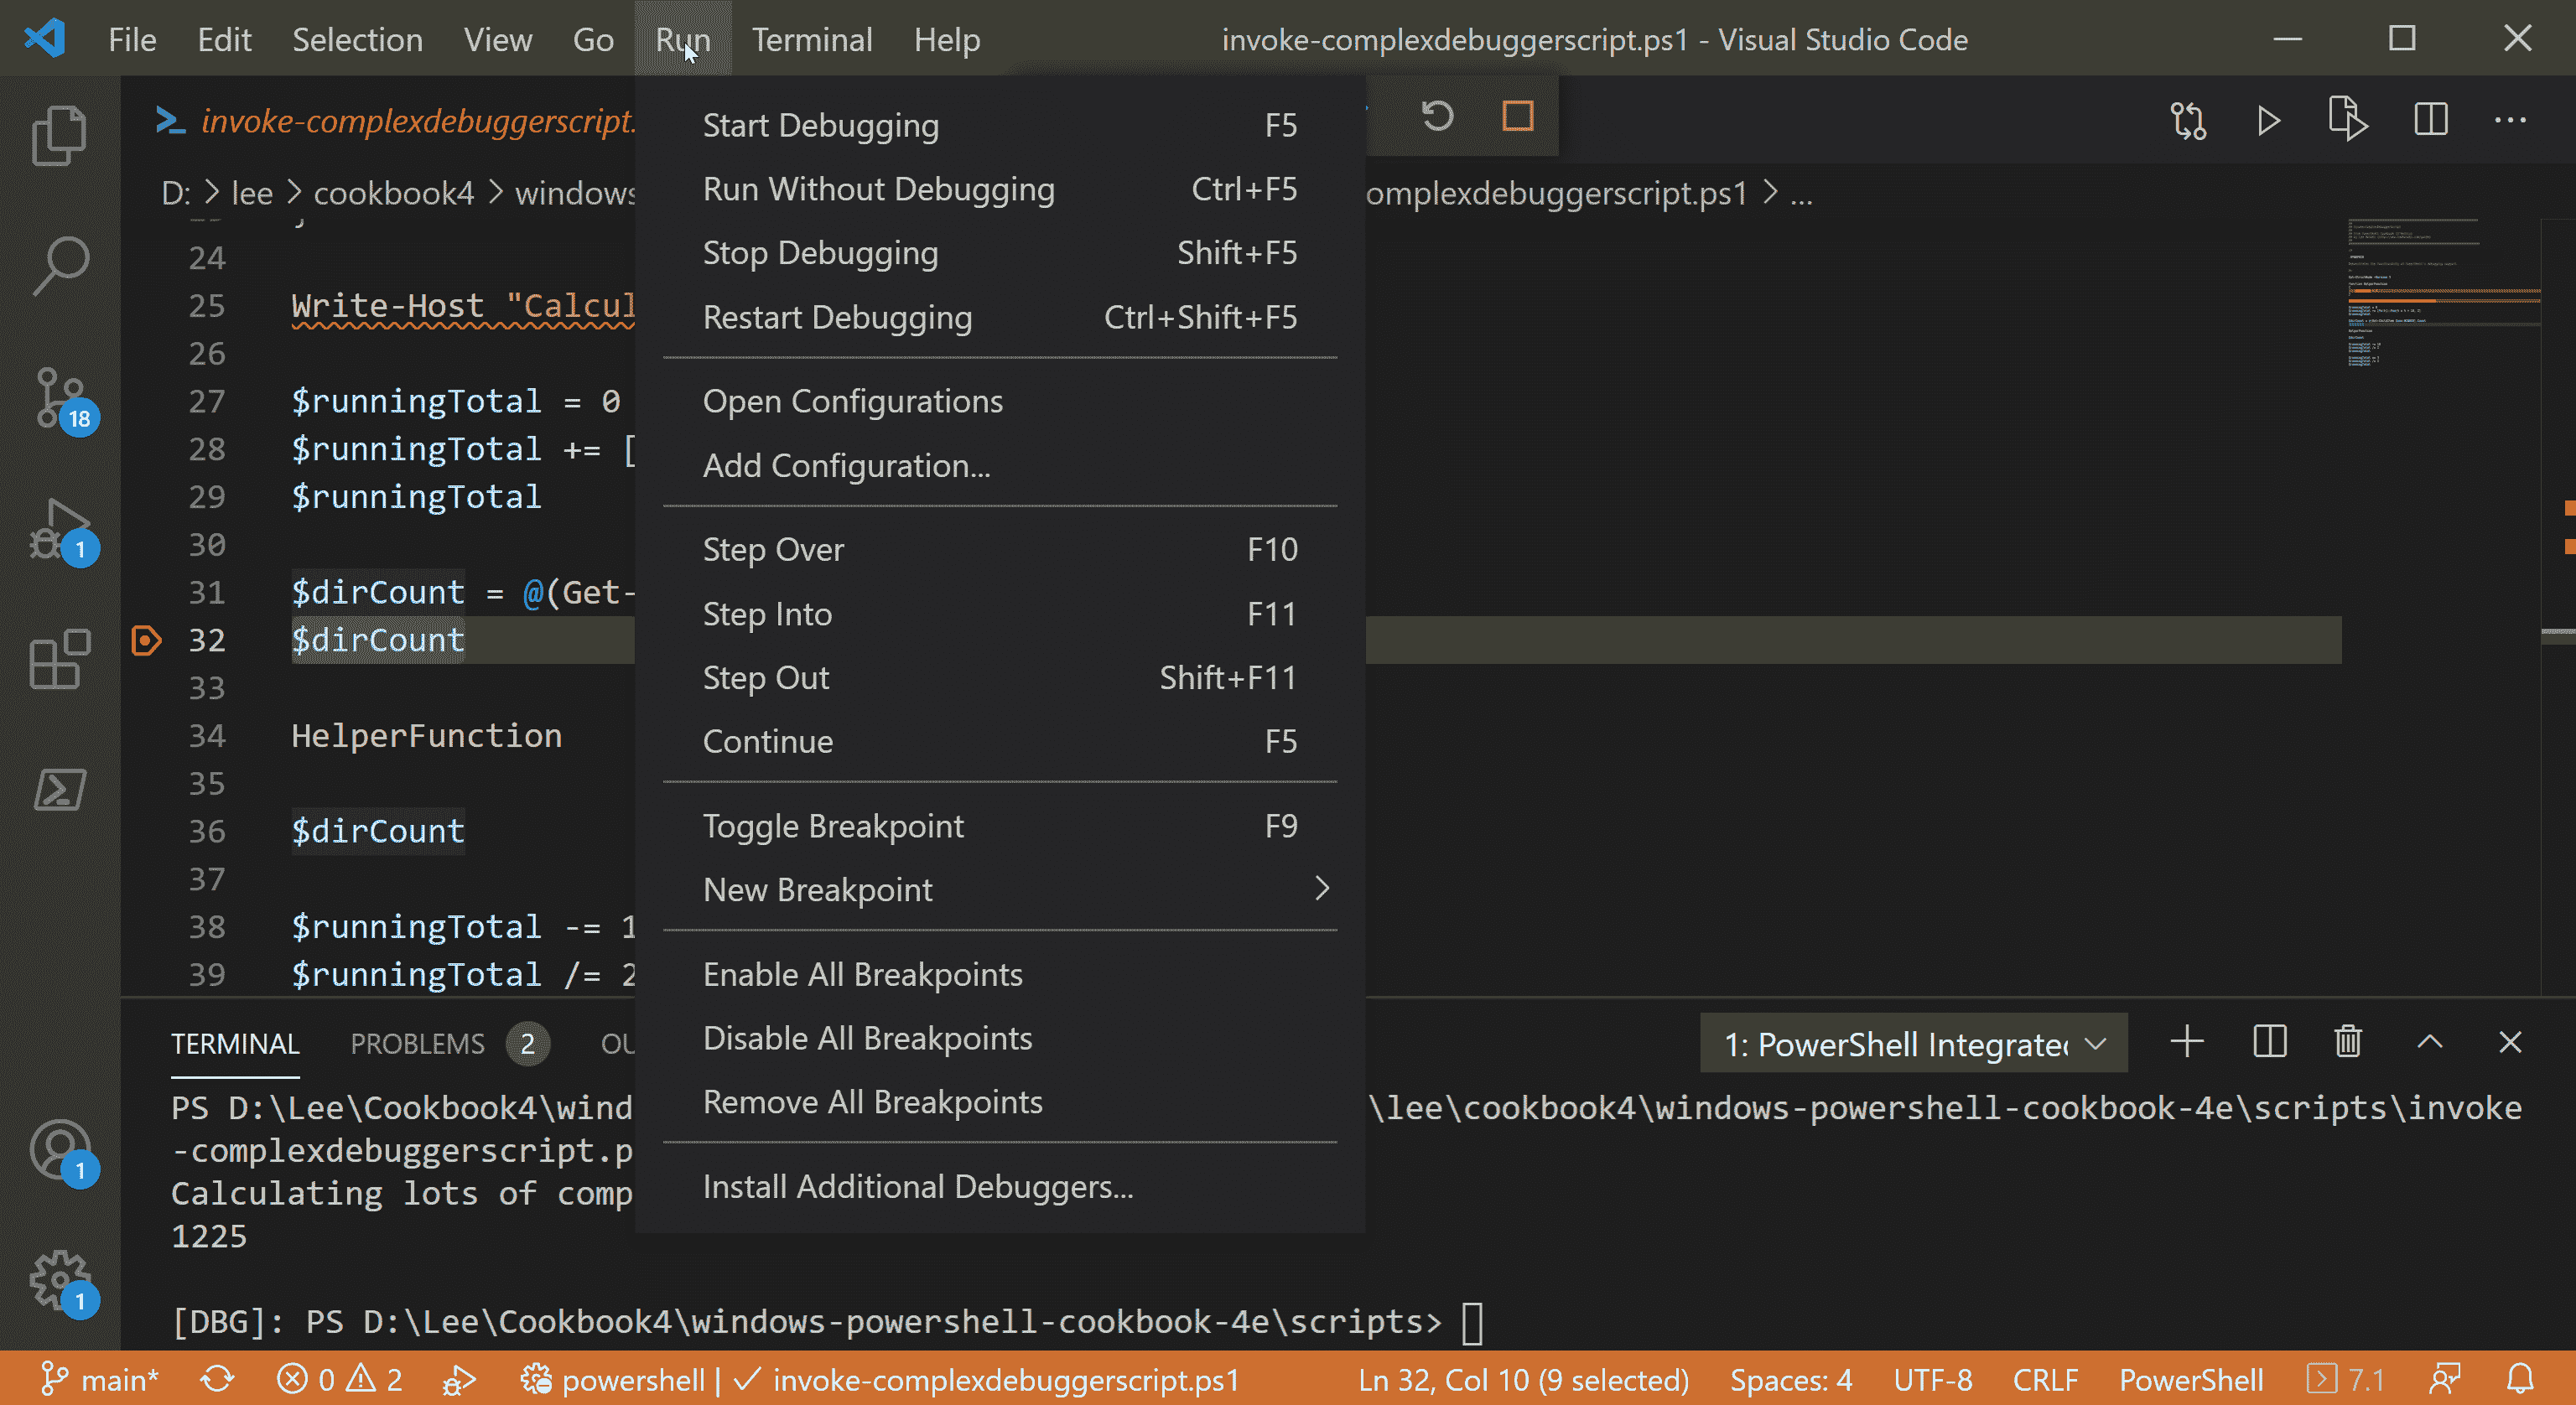 File Edit Selection View Go Run Terminal Help invoke-complexdebuggerscript.ps1 - Visual Studio Code
invoke-complexdebuggerscript.
D: > lee > cookbook4 > windows
omplexdebuggerscript.ps1 > ...
Start Debugging F5
Run Without Debugging Ctrl+F5
Stop Debugging Shift+F5
Restart Debugging Ctrl+Shift+F5
Open Configurations
Add Configuration...
Step Over F10
Step Into F11
Step Out Shift+F11
Continue F5
Toggle Breakpoint F9
New Breakpoint
Enable All Breakpoints
Disable All Breakpoints
Remove All Breakpoints
Install Additional Debuggers...
24
25 Write-Host "Calcul
26
27 $runningTotal = 0
28 $runningTotal += [
29 $runningTotal
30
31 $dirCount = @(Get-
32 $dirCount
33
34 HelperFunction
35
36 $dirCount
37
38 $runningTotal -= 1
39 $runningTotal /= 2
18
1
1
1
TERMINAL PROBLEMS 2 OU 1: PowerShell Integrated
PS D:\Lee\Cookbook4\wind \lee\cookbook4\windows-powershell-cookbook-4e\scripts\invoke
-complexdebuggerscript.p
Calculating lots of comp
1225
[DBG]: PS D:\Lee\Cookbook4\windows-powershell-cookbook-4e\scripts>
main* 0 2 powershell | ✓ invoke-complexdebuggerscript.ps1 Ln 32, Col 10 (9 selected) Spaces: 4 UTF-8 CRLF PowerShell 7.1